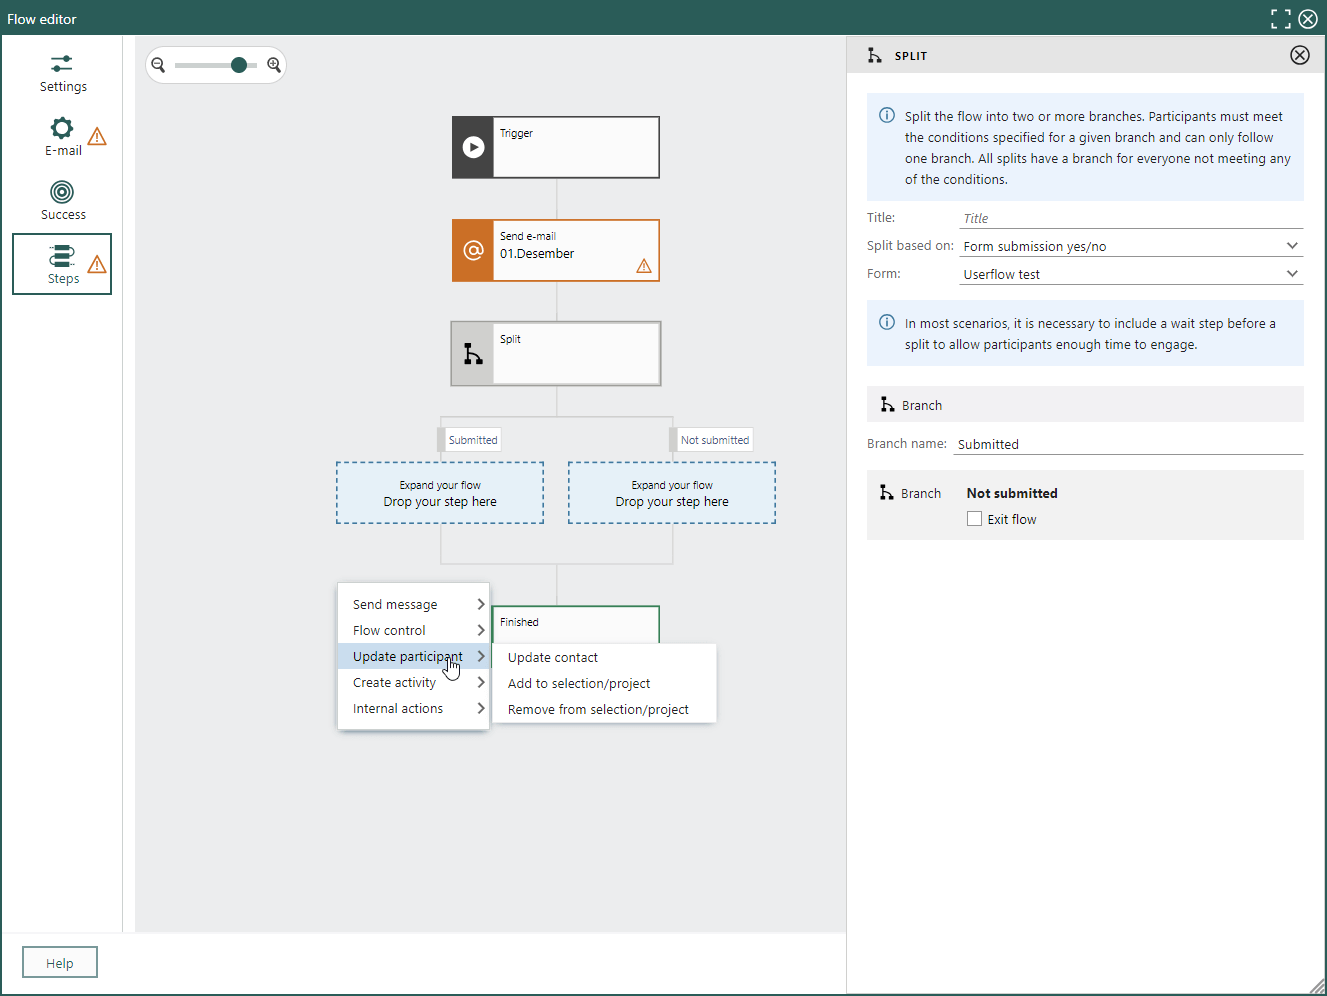 Flow editor
Settings
E-mail
Success
Steps
Trigger
Send e-mail
01.Desember
Split
Submitted
Not submitted
Expand your flow
Drop your step here
Expand your flow
Drop your step here
Finished
Send message
Flow control
Update participant
Create activity
Internal actions
Update contact
Add to selection/project
Remove from selection/project
Help
SPLIT
Split the flow into two or more branches. Participants must meet
the conditions specified for a given branch and can only follow
one branch. All splits have a branch for everyone not meeting any
of the conditions.
Title: Title
Split based on: Form submission yes/no
Form: Userflow test
In most scenarios, it is necessary to include a wait step before a
split to allow participants enough time to engage.
Branch
Branch name: Submitted
Branch Not submitted
Exit flow